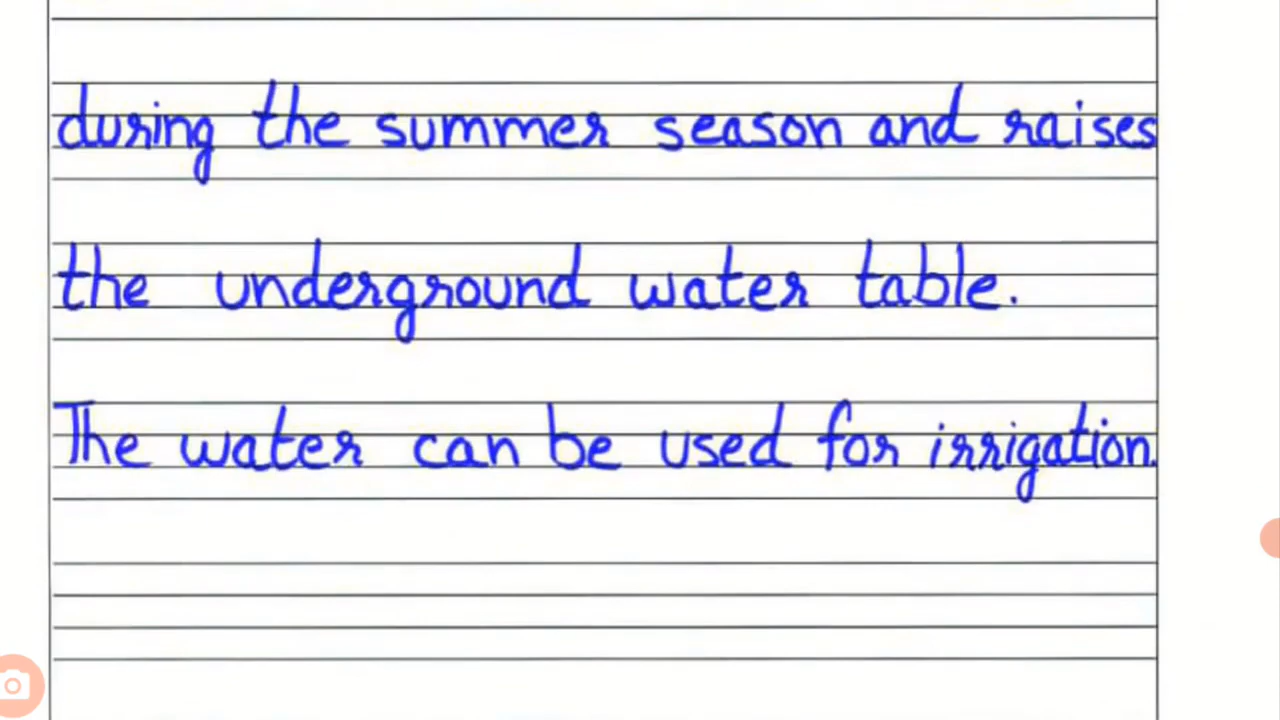 during the summer season and raises
the underground water table.
The water can be used for irrigation.